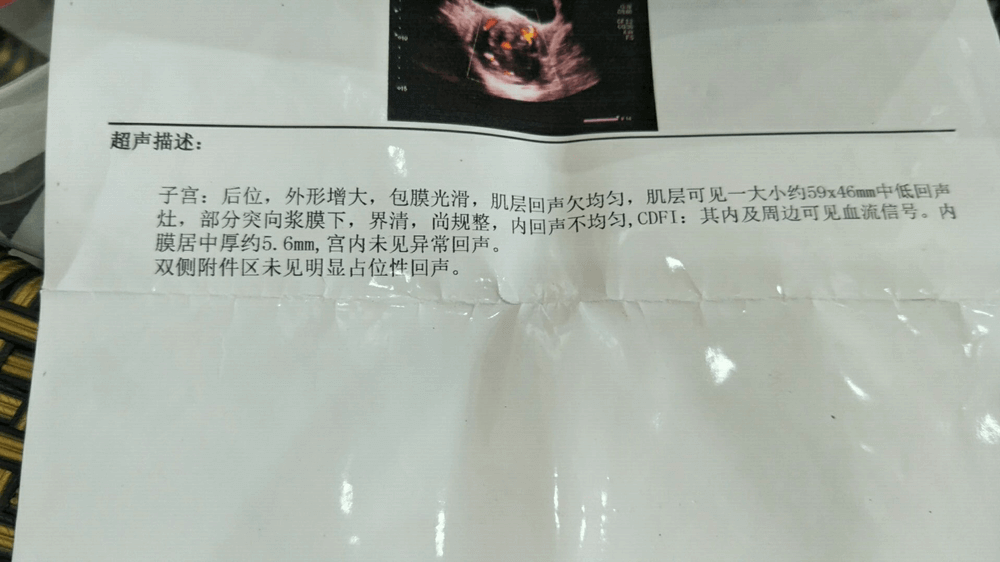 超声描述：
子宫：后位，外形增大，包膜光滑，肌层回声欠均匀，肌层可见一大小约59x46mm中低回声
灶，部分突向浆膜下，界清，尚规整，内回声不均匀,CDFI：其内及周边可见血流信号。内
膜居中厚约5.6mm,宫内未见异常回声。
双侧附件区未见明显占位性回声。